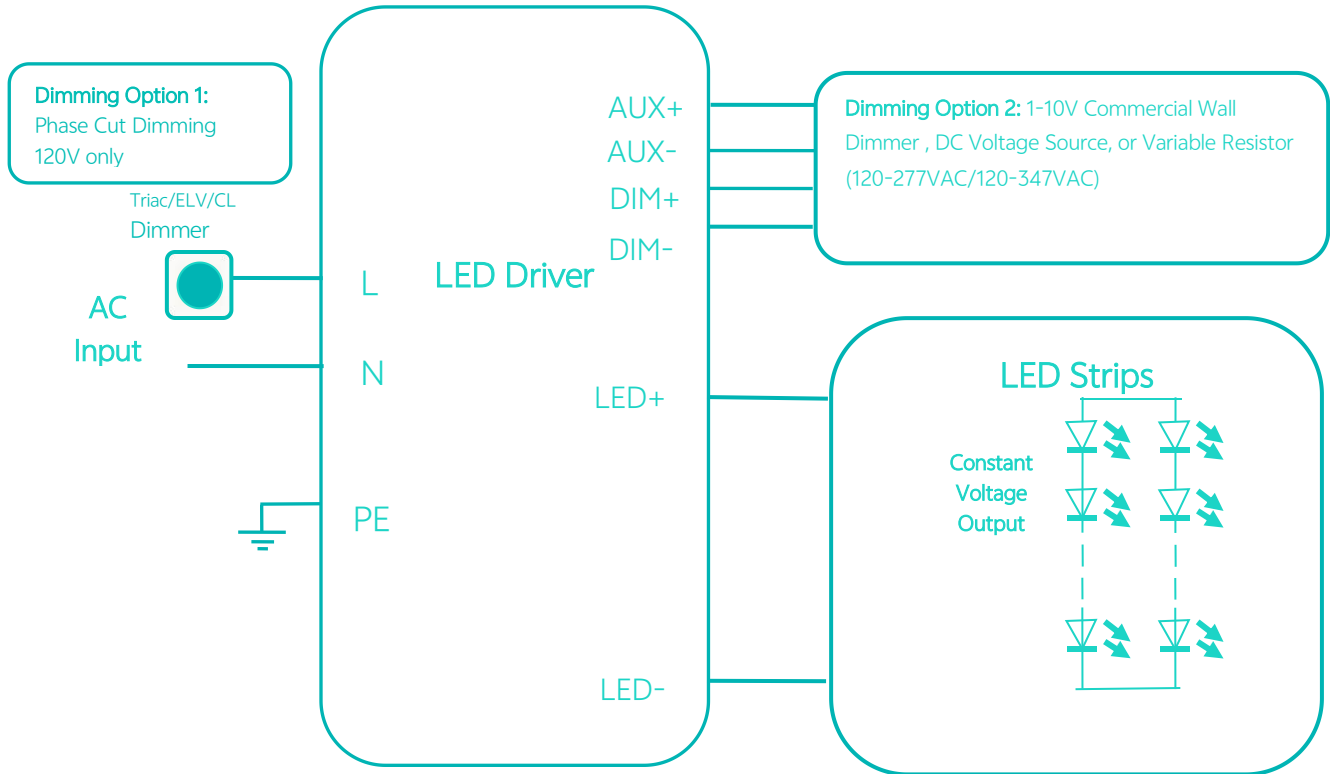 Dimming Option 1:
Phase Cut Dimming
120V only
Triac/ELV/CL
Dimmer
AC
Input
L
N
PE
LED Driver
AUX+
AUX-
DIM+
DIM-
LED+
LED-
Dimming Option 2: 1-10V Commercial Wall
Dimmer , DC Voltage Source, or Variable Resistor
(120-277VAC/120-347VAC)
LED Strips
Constant
Voltage
Output